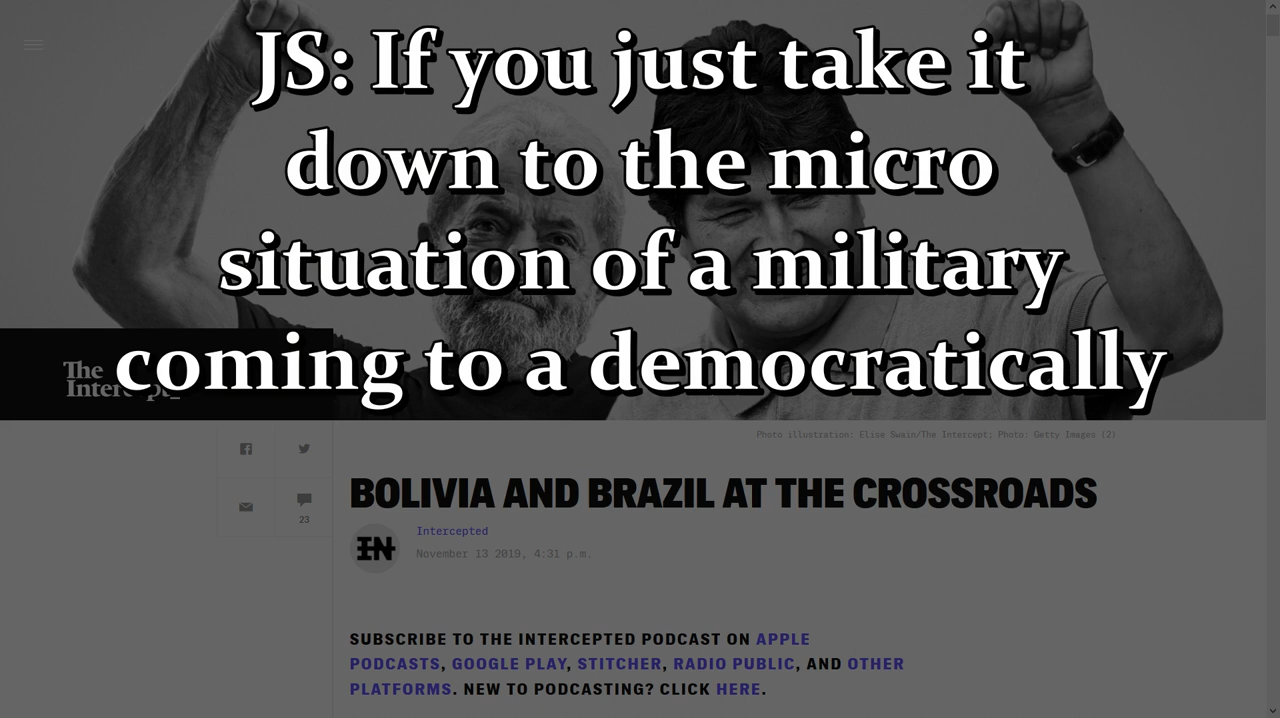 JS: If you just take it
down to the micro
situation of a military
coming to a democratically
The
Photo illustration: Elise Swain/The Intercept; Photo: Getty Images (2)
23
BOLIVIA AND BRAZIL AT THE CROSSROADS
IN
Intercepted
November 13 2019, 4:31 p.m.
SUBSCRIBE TO THE INTERCEPTED PODCAST ON APPLE
PODCASTS, GOOGLE PLAY, STITCHER, RADIO PUBLIC, AND OTHER
PLATFORMS. NEW TO PODCASTING? CLICK HERE.